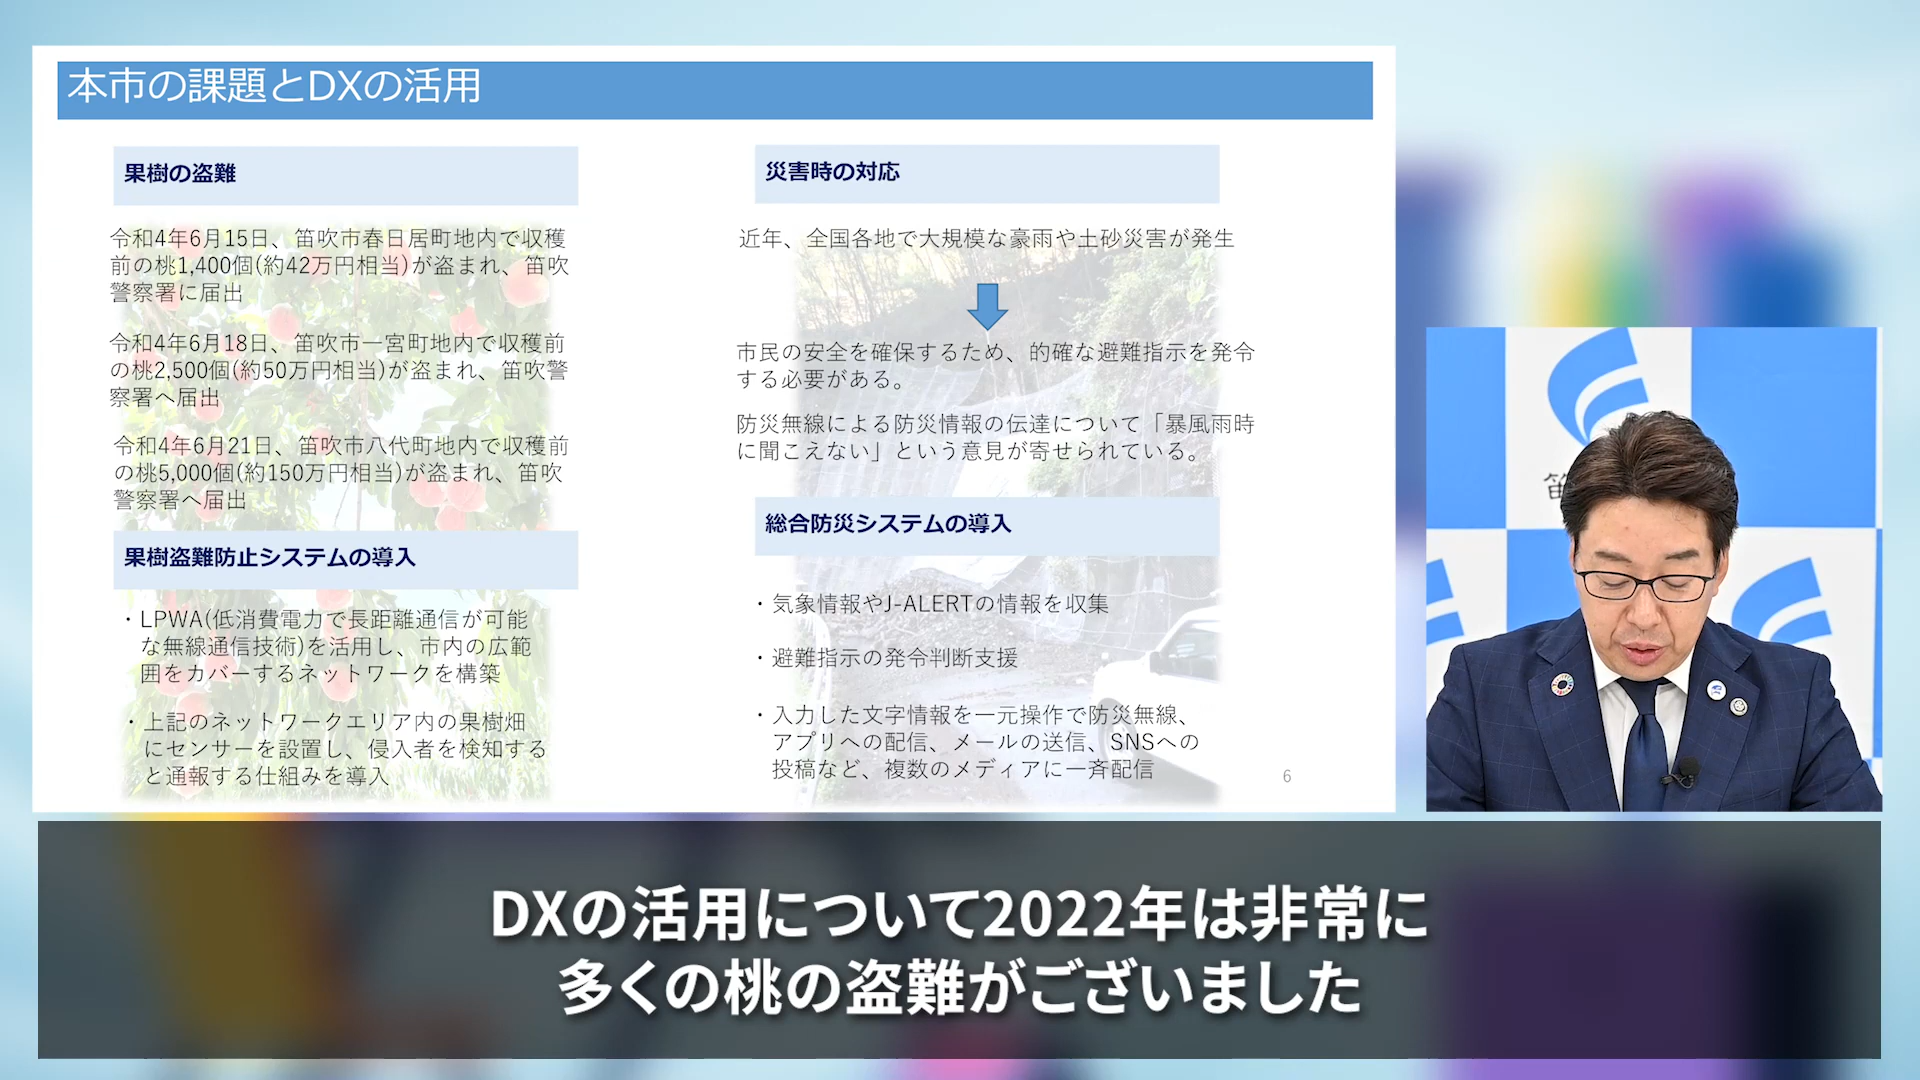 本市の課題とDXの活用
果樹の盗難
令和4年6月15日、笛吹市春日居町地内で収穫
前の桃1,400個(約42万円相当)が盗まれ、笛吹
警察署に届出
令和4年6月18日、笛吹市一宮町地内で収穫前
の桃2,500個(約50万円相当)が盗まれ、笛吹警
察署へ届出
令和4年6月21日、笛吹市八代町地内で収穫前
の桃5,000個(約150万円相当)が盗まれ、笛吹
警察署へ届出
果樹盗難防止システムの導入
・LPWA(低消費電力で長距離通信が可能
な無線通信技術)を活用し、市内の広範
囲をカバーするネットワークを構築
・上記のネットワークエリア内の果樹畑
にセンサーを設置し、侵入者を検知する
と通報する仕組みを導入
災害時の対応
近年、全国各地で大規模な豪雨や土砂災害が発生
市民の安全を確保するため、的確な避難指示を発令
する必要がある。
防災無線による防災情報の伝達について「暴風雨時
に聞こえない」という意見が寄せられている。
総合防災システムの導入
・気象情報やJ-ALERTの情報を収集
・避難指示の発令判断支援
・入力した文字情報を一元操作で防災無線、
アプリへの配信、メールの送信、SNSへの
投稿など、複数のメディアに一斉配信
6
笛
DXの活用について2022年は非常に
多くの桃の盗難がございました